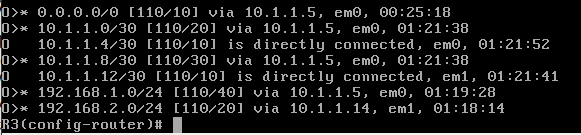 O>* 0.0.0.0/0 [110/10] via 10.1.1.5, em0, 00:25:18
O>* 10.1.1.0/30 [110/20] via 10.1.1.5, em0, 01:21:38
O   10.1.1.4/30 [110/10] is directly connected, em0, 01:21:52
O>* 10.1.1.8/30 [110/30] via 10.1.1.5, em0, 01:21:38
O   10.1.1.12/30 [110/10] is directly connected, em1, 01:21:41
O>* 192.168.1.0/24 [110/40] via 10.1.1.5, em0, 01:19:28
O>* 192.168.2.0/24 [110/20] via 10.1.1.14, em1, 01:18:14
R3(config-router)#